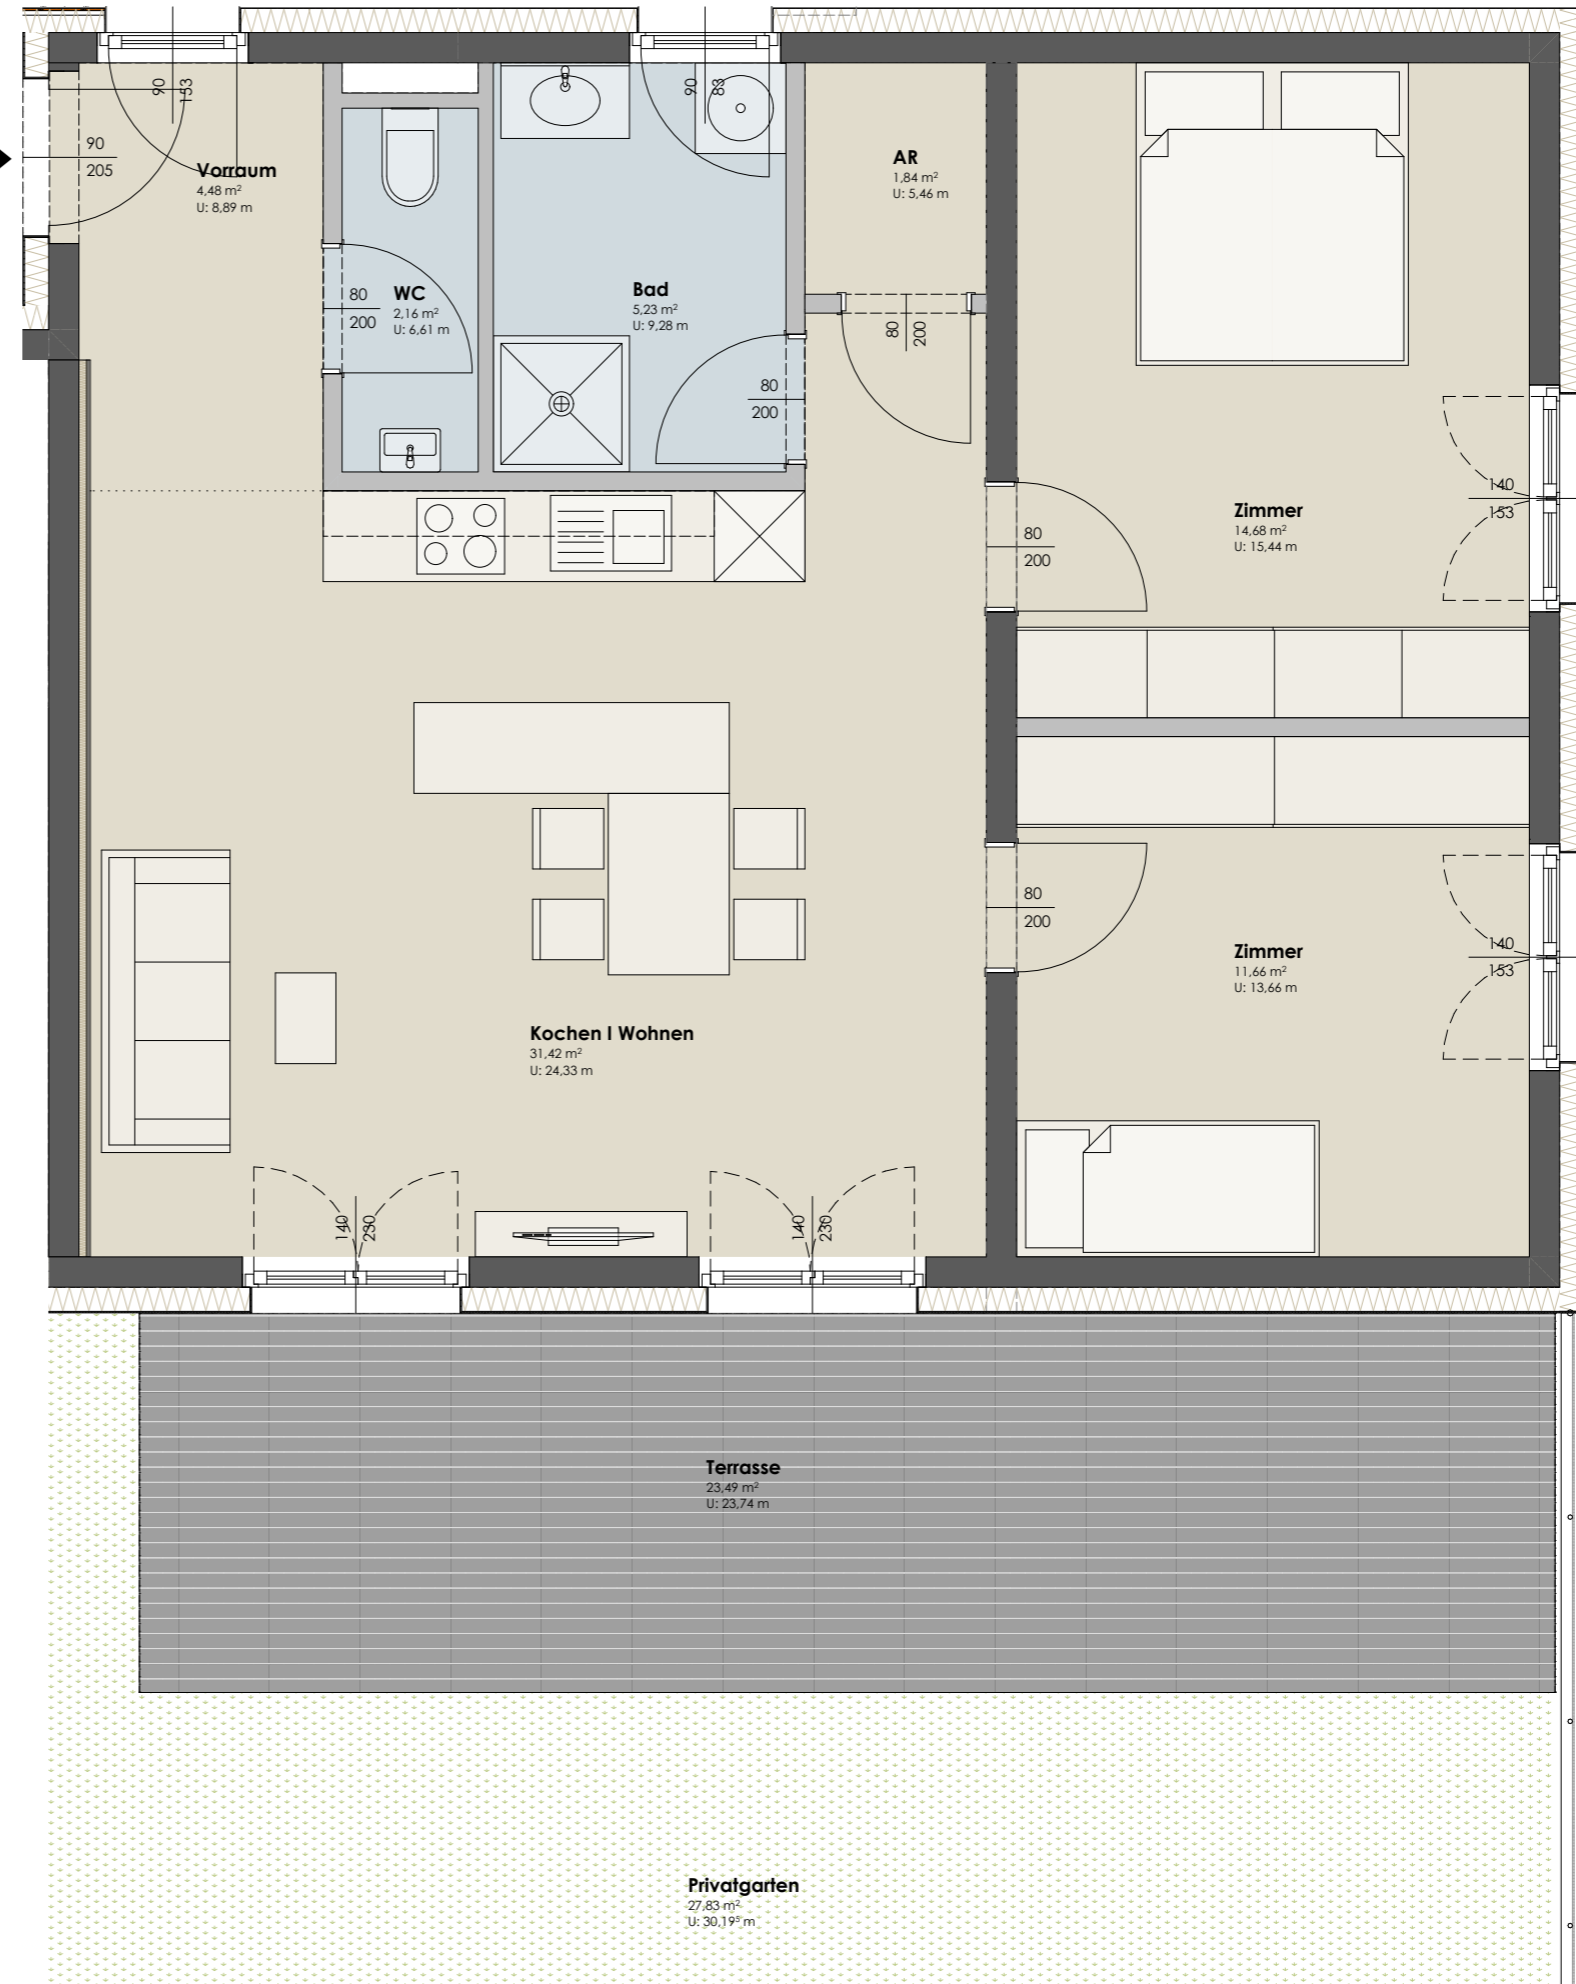 90
153
90
83
90
205
Vorraum
4,48 m²
U: 8,89 m
AR
1,84 m²
U: 5,46 m
80
200
WC
2,16 m²
U: 6,61 m
Bad
5,23 m²
U: 9,28 m
80
200
80
200
Zimmer
14,68 m²
U: 15,44 m
140
153
80
200
80
200
Zimmer
11,66 m²
U: 13,66 m
140
153
Kochen I Wohnen
31,42 m²
U: 24,33 m
140
230
140
230
Terrasse
23,49 m²
U: 23,74 m
Privatgarten
27,83 m²
U: 30,19⁵ m